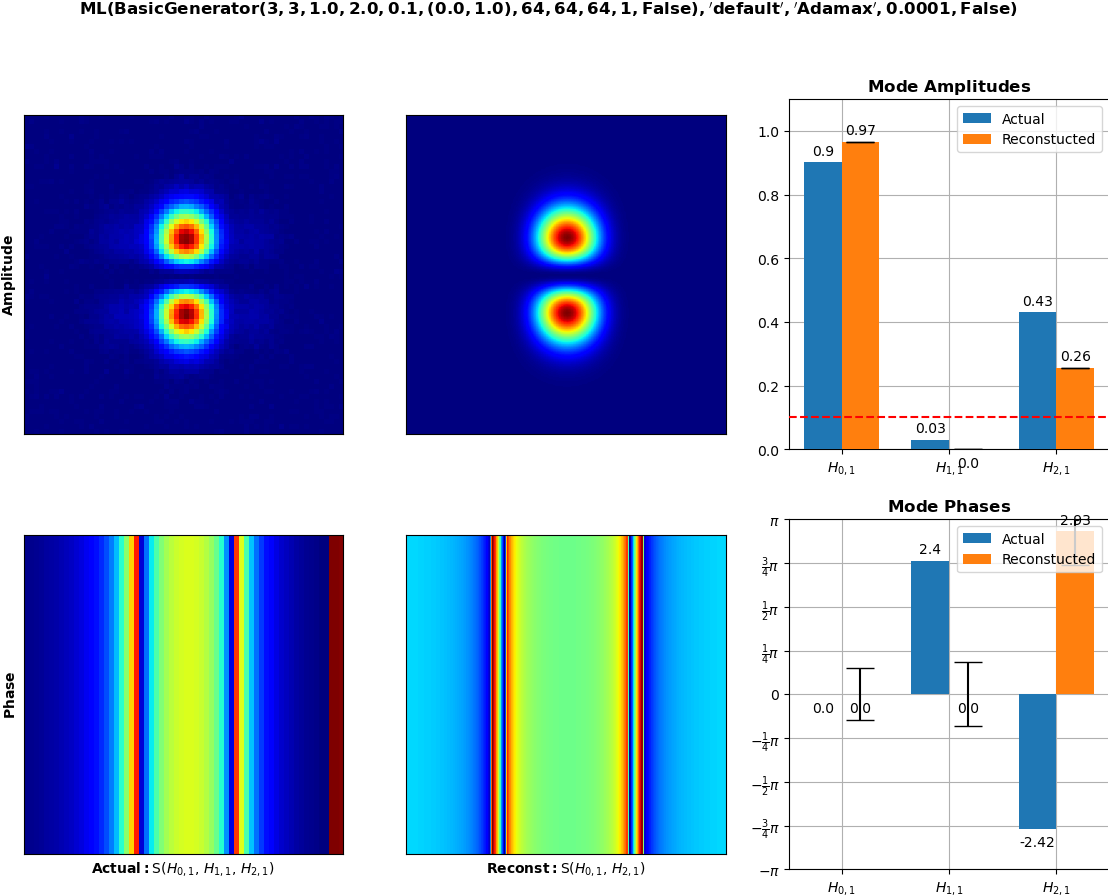 ML(BasicGenerator(3, 3, 1.0, 2.0, 0.1, (0.0, 1.0), 64, 64, 64, 1, False), ′default′, ′Adamax′, 0.0001, False)
Amplitude
Mode Amplitudes
Actual
Reconstucted
1.0
0.8
0.6
0.4
0.2
0.0
0.9
0.97
0.03
0.0
0.43
0.26
H0,1
H1,1
H2,1
Phase
Actual: S(H0,1, H1,1, H2,1)
Reconst: S(H0,1, H2,1)
Mode Phases
Actual
Reconstucted
π
3/4π
1/2π
1/4π
0
−1/4π
−1/2π
−3/4π
−π
0.0
0.0
2.4
0.0
-2.42
2.93
H0,1
H1,1
H2,1